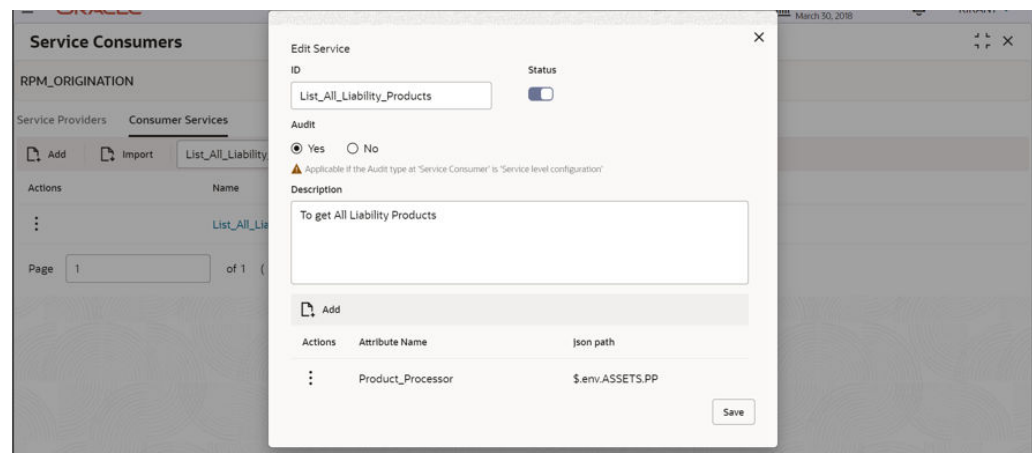 ORACLE
March 30, 2018
Service Consumers
RPM_ORIGINATION
Service Providers
Consumer Services
Add
Import
List_All_Liability
Actions
Name
List_All_Lia
Page
1
of 1 (
Edit Service
ID
Status
List_All_Liability_Products
Audit
Yes
No
Applicable if the Audit type at 'Service Consumer' is 'Service level configuration'
Description
To get All Liability Products
Add
Actions
Attribute Name
Json path
Product_Processor
$.env.ASSETS.PP
Save